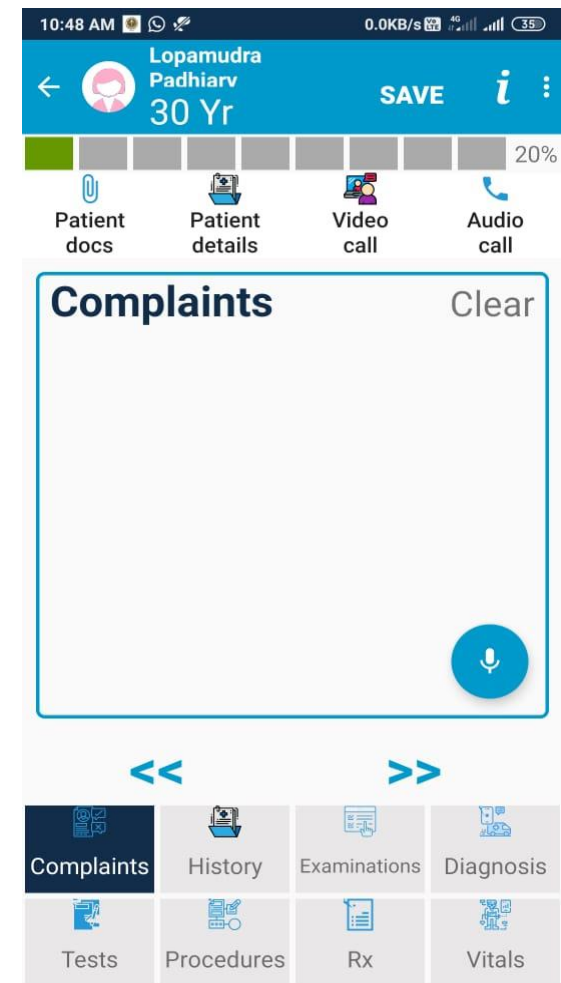 10:48 AM 0.0KB/s 4G 35
Lopamudra
Padhiarv
30 Yr
SAVE i
20%
Patient docs
Patient details
Video call
Audio call
Complaints Clear
<< >>
Complaints History Examinations Diagnosis
Tests Procedures Rx Vitals